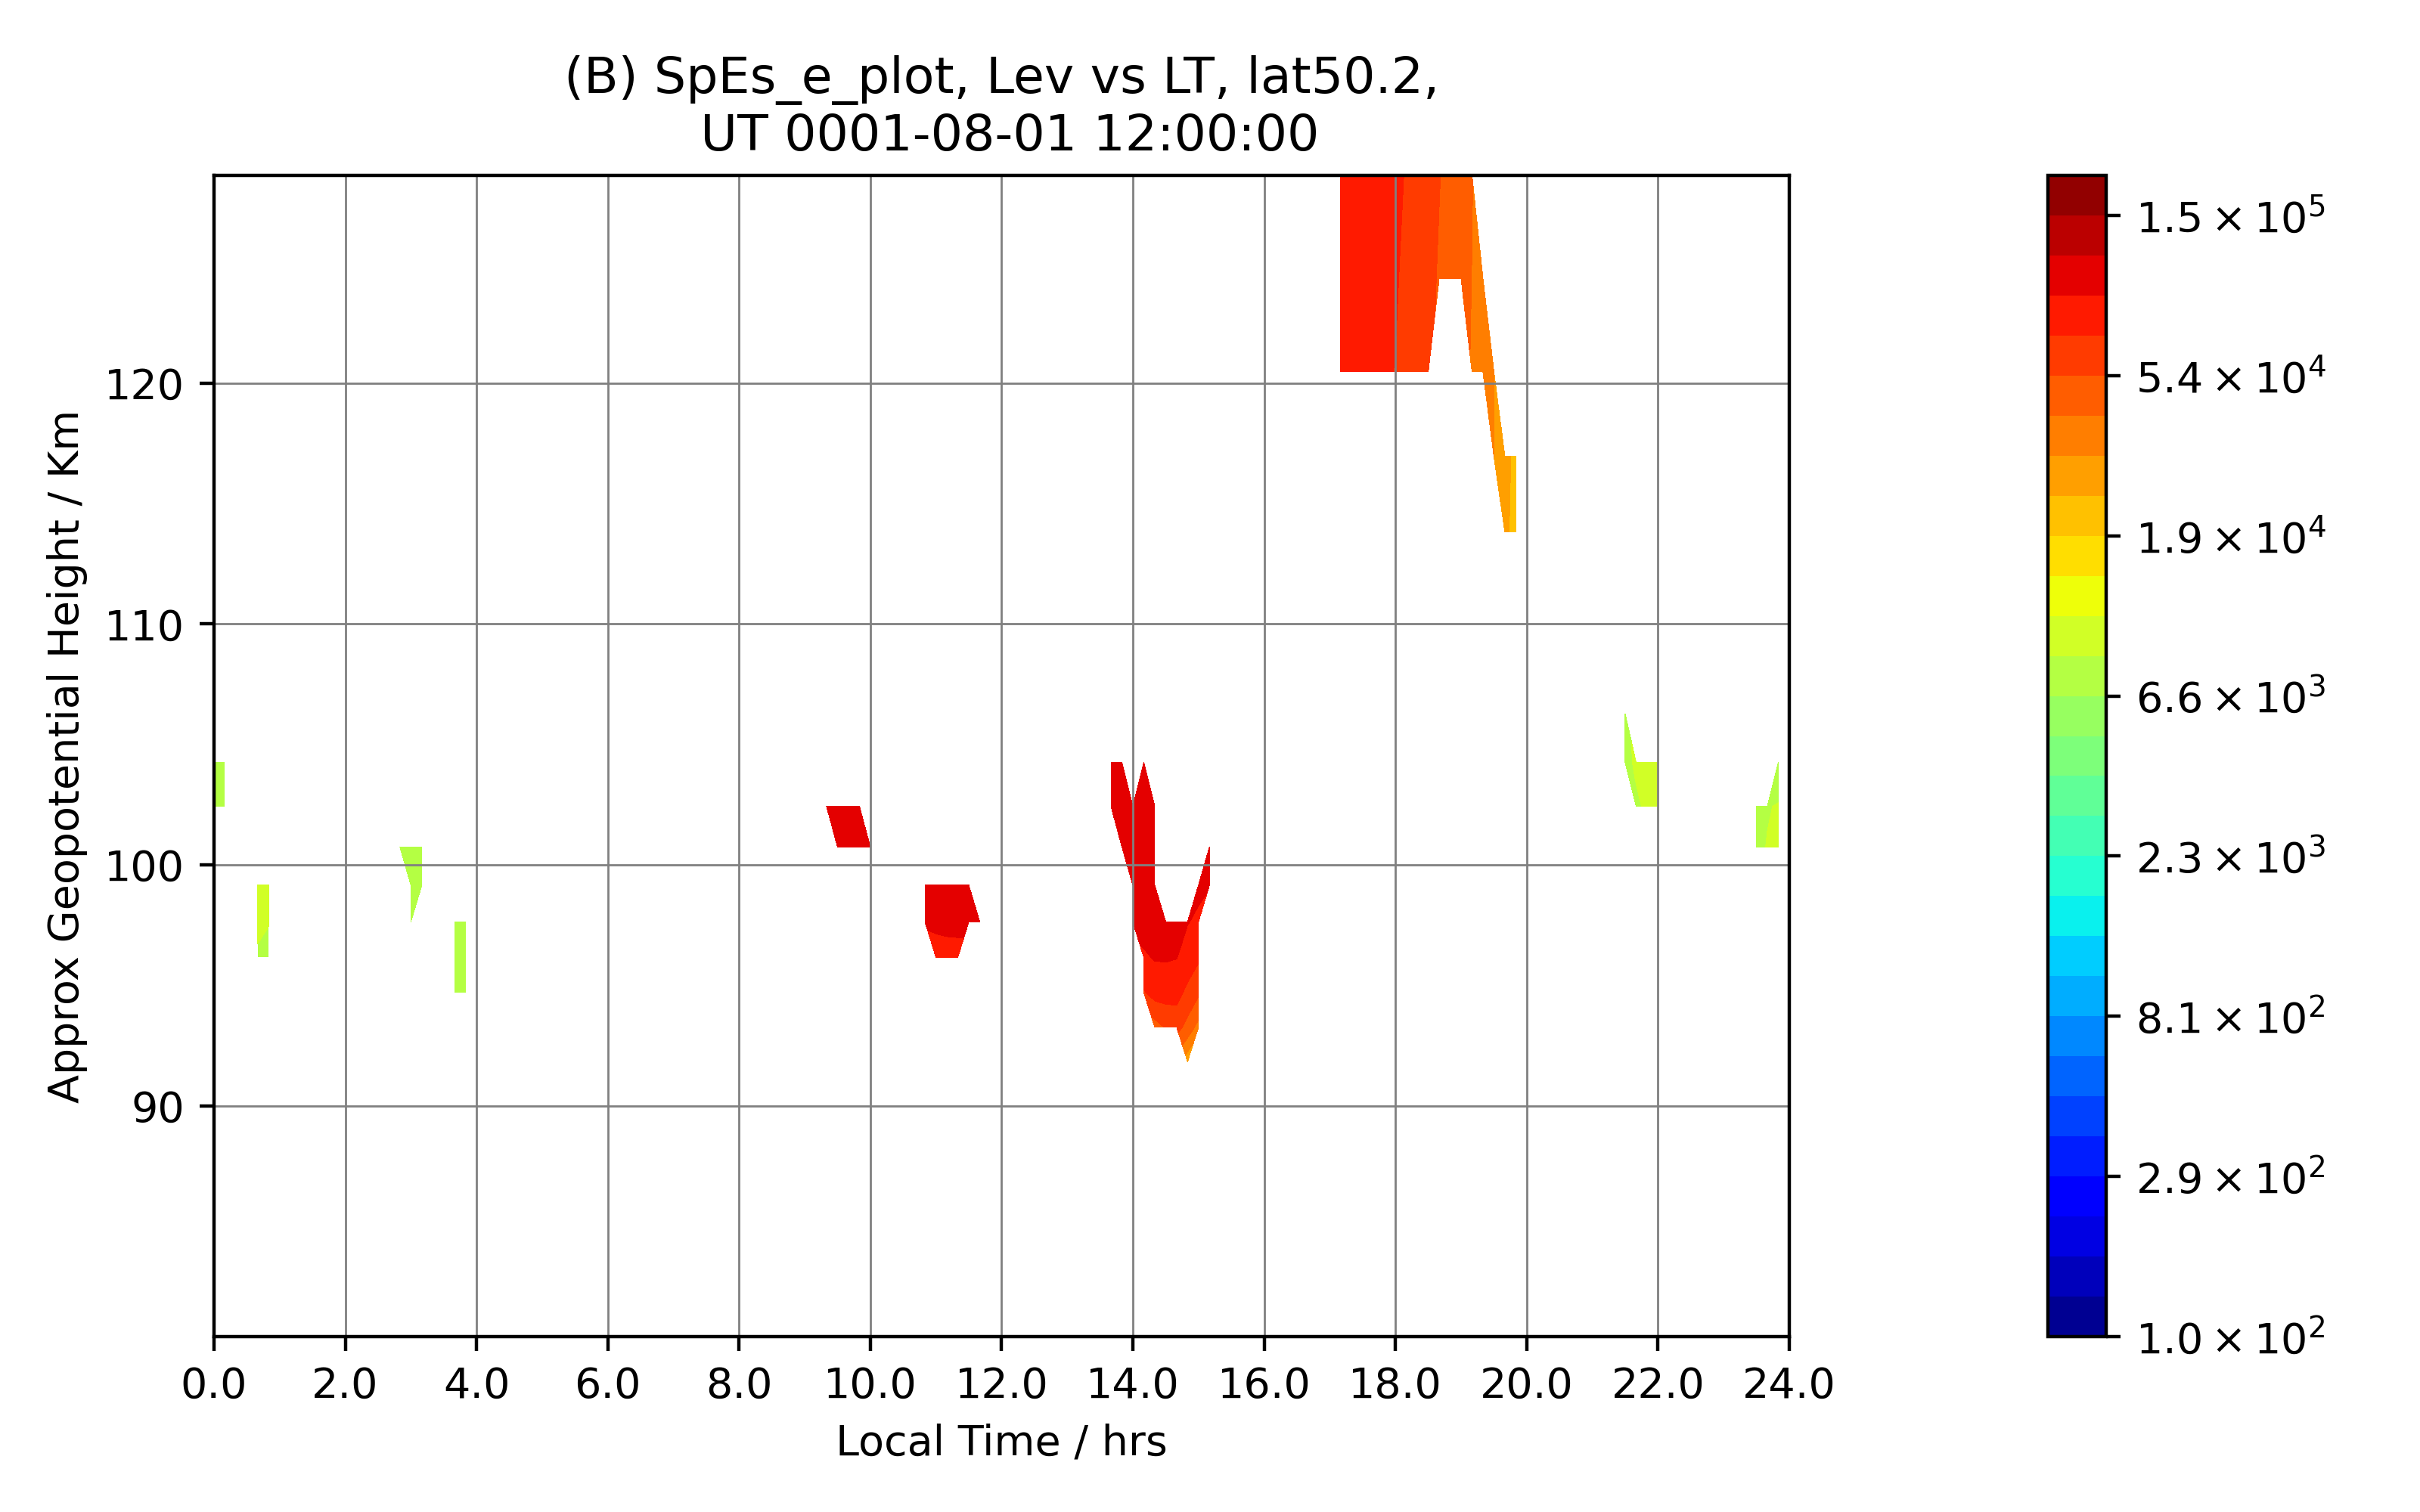 (B) SpEs_e_plot, Lev vs LT, lat50.2,
UT 0001-08-01 12:00:00
Approx Geopotential Height / Km
120
110
100
90
0.0 2.0 4.0 6.0 8.0 10.0 12.0 14.0 16.0 18.0 20.0 22.0 24.0
Local Time / hrs
1.5 × 10⁵
5.4 × 10⁴
1.9 × 10⁴
6.6 × 10³
2.3 × 10³
8.1 × 10²
2.9 × 10²
1.0 × 10²